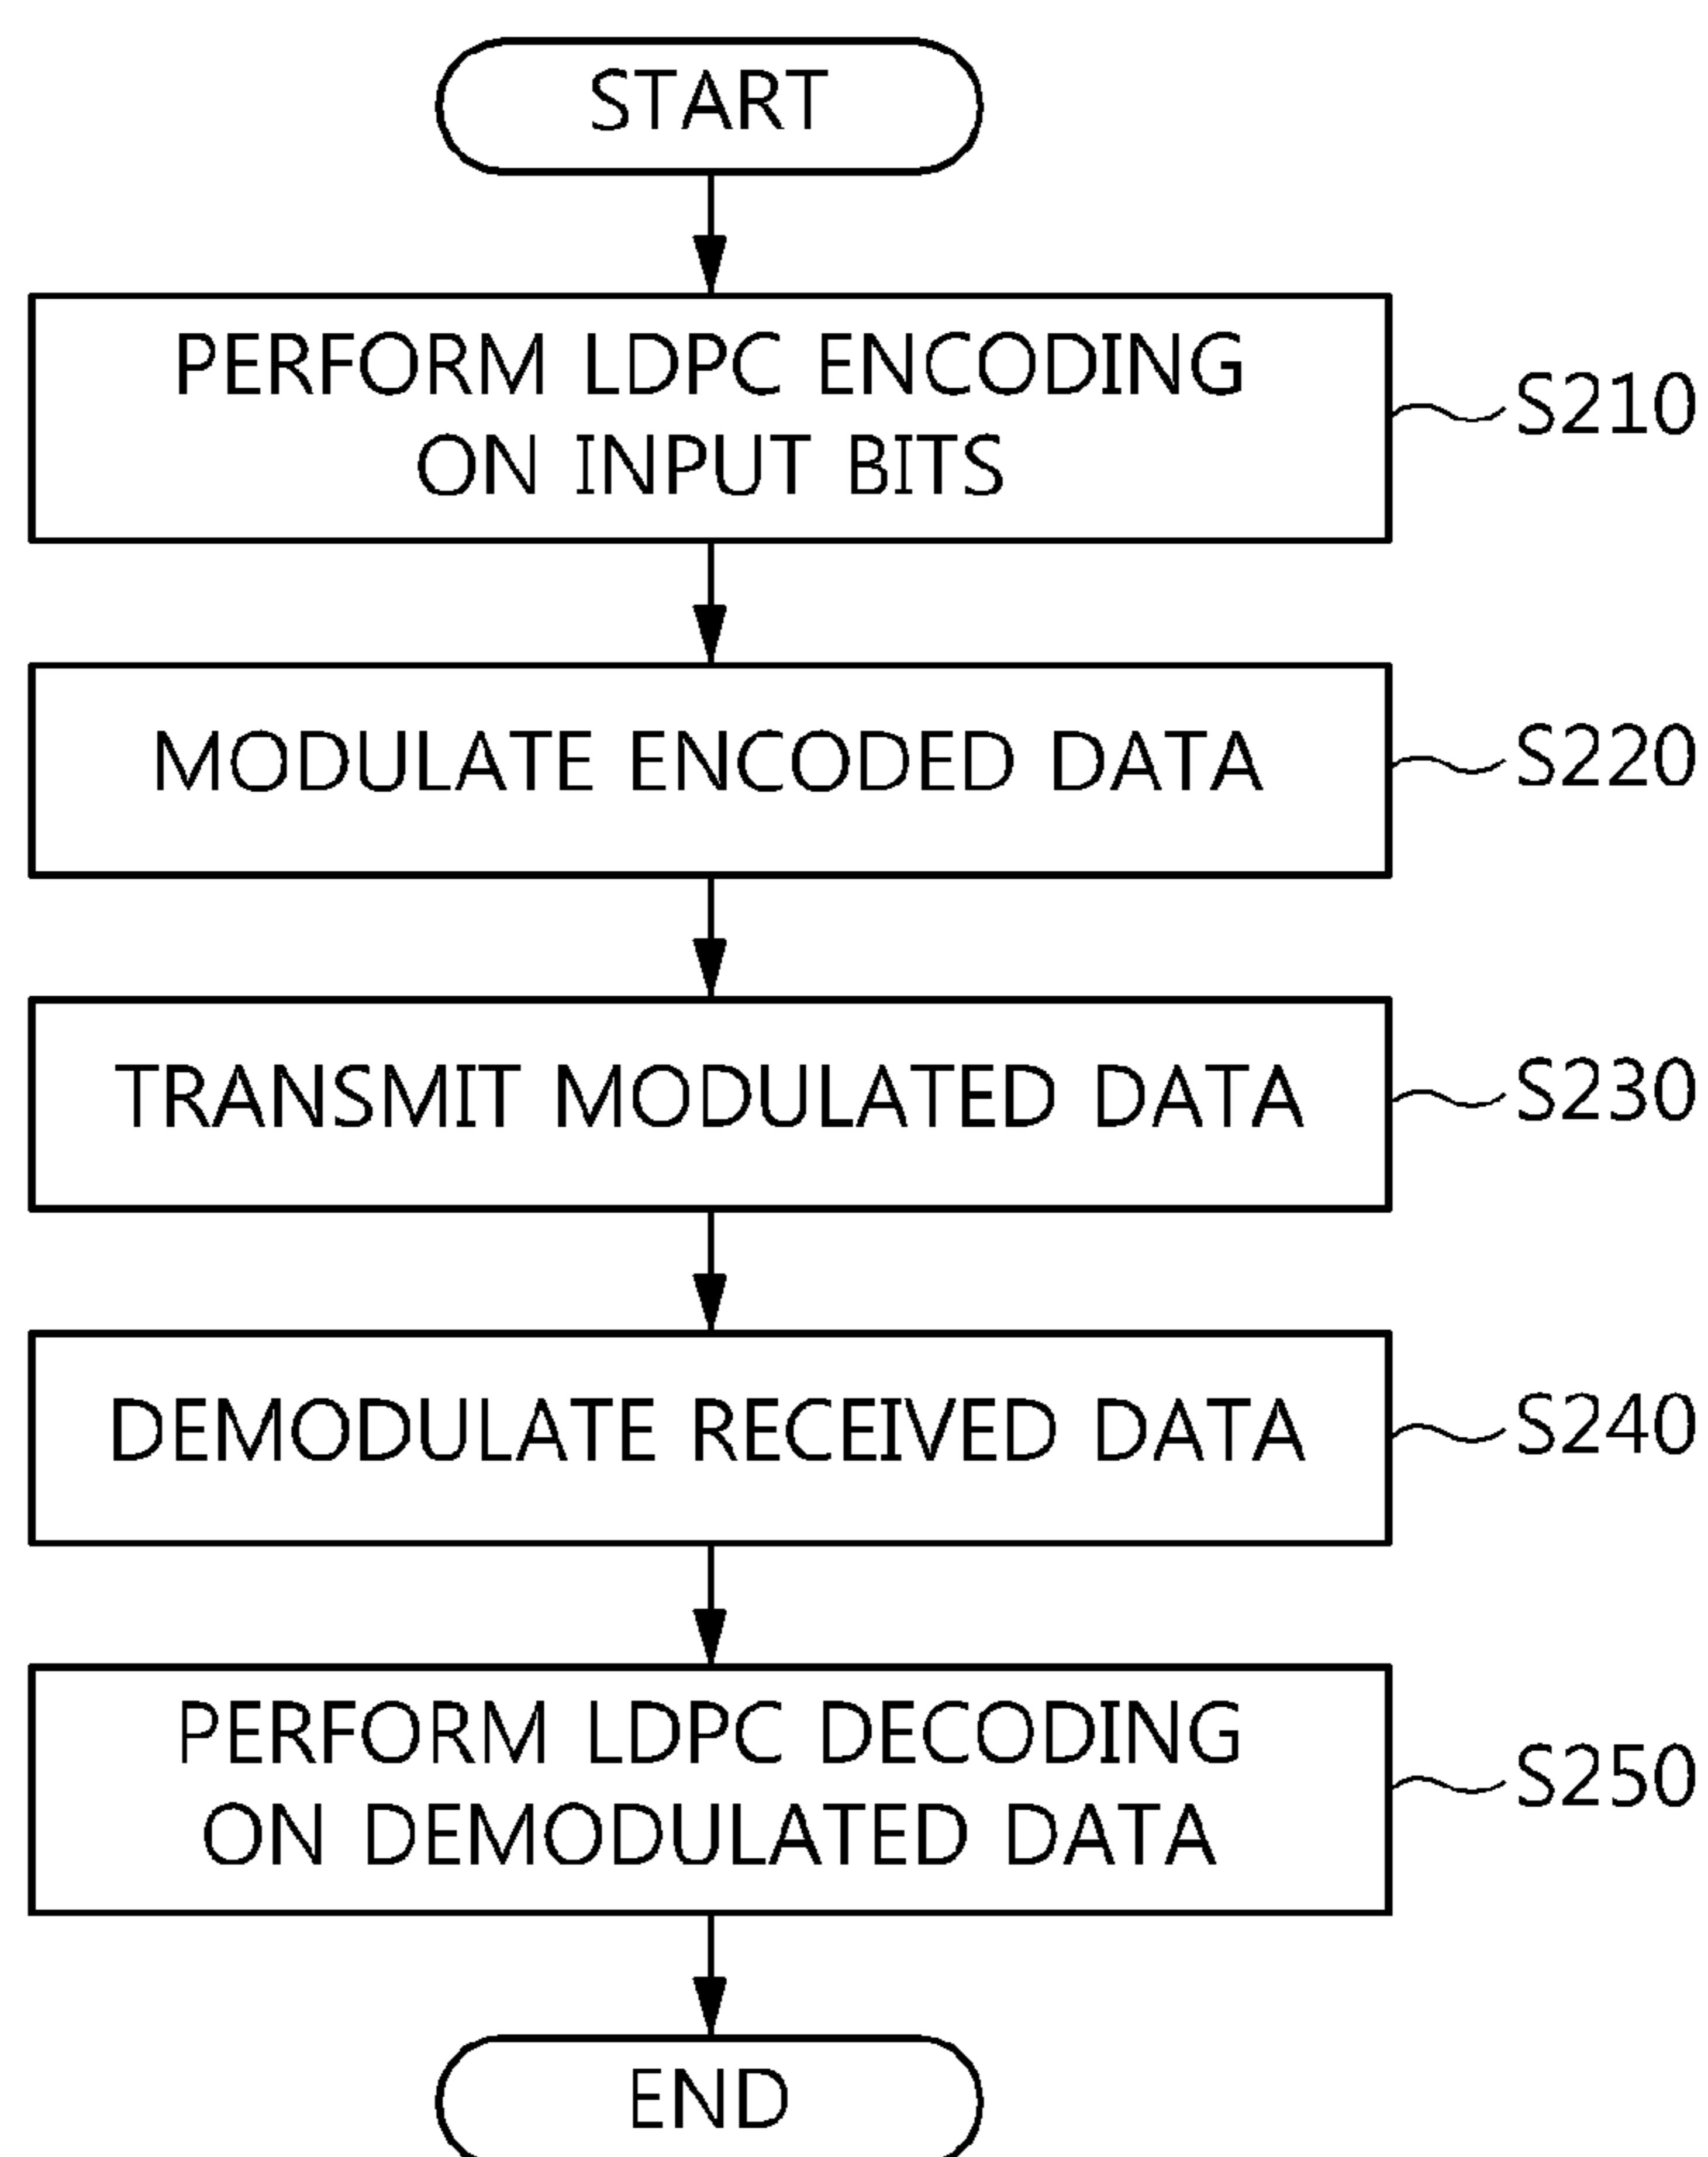 START
PERFORM LDPC ENCODING
ON INPUT BITS
S210
MODULATE ENCODED DATA
S220
TRANSMIT MODULATED DATA
S230
DEMODULATE RECEIVED DATA
S240
PERFORM LDPC DECODING
ON DEMODULATED DATA
S250
END